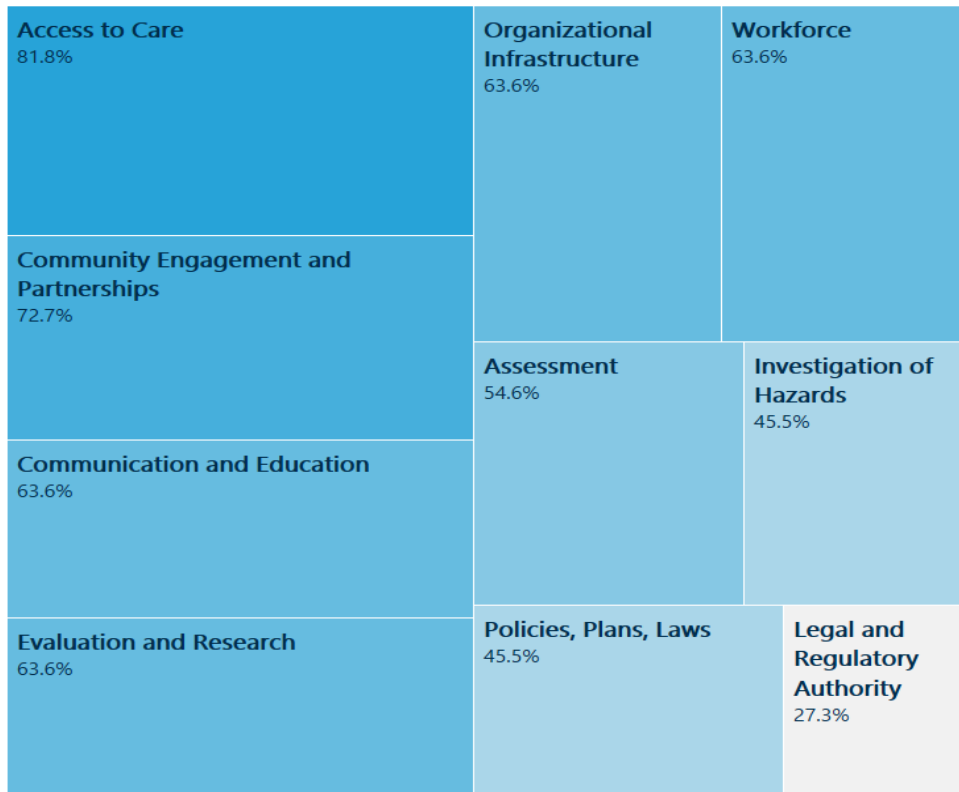 Access to Care
81.8%
Community Engagement and
Partnerships
72.7%
Communication and Education
63.6%
Evaluation and Research
63.6%
Organizational
Infrastructure
63.6%
Workforce
63.6%
Assessment
54.6%
Investigation of
Hazards
45.5%
Policies, Plans, Laws
45.5%
Legal and
Regulatory
Authority
27.3%